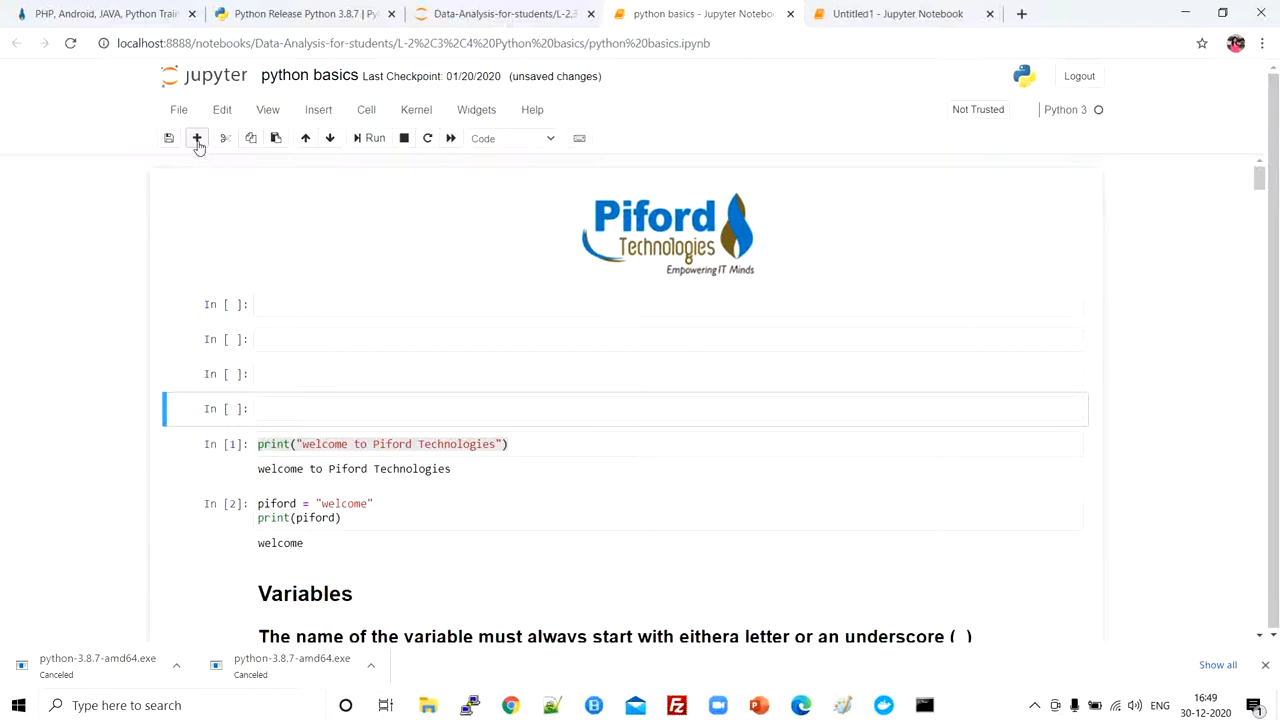 PHP, Android, JAVA, Python Train
Python Release Python 3.8.7 | Py
Data-Analysis-for-students/L-2,3
python basics - Jupyter Notebo
Untitled1 - Jupyter Notebook
localhost:8888/notebooks/Data-Analysis-for-students/L-2%2C3%2C4%20Python%20basics/python%20basics.ipynb
jupyter python basics Last Checkpoint: 01/20/2020 (unsaved changes)
Logout
File Edit View Insert Cell Kernel Widgets Help
Not Trusted
Python 3
Run
Code
Piford
Technologies
Empowering IT Minds
In [ ]:
In [ ]:
In [ ]:
In [ ]:
In [1]: print("welcome to Piford Technologies")
welcome to Piford Technologies
In [2]: piford = "welcome"
print(piford)
welcome
Variables
The name of the variable must always start with eithera letter or an underscore (_)
python-3.8.7-amd64.exe
Canceled
python-3.8.7-amd64.exe
Canceled
Show all
Type here to search
ENG
16:49
30-12-2020
1